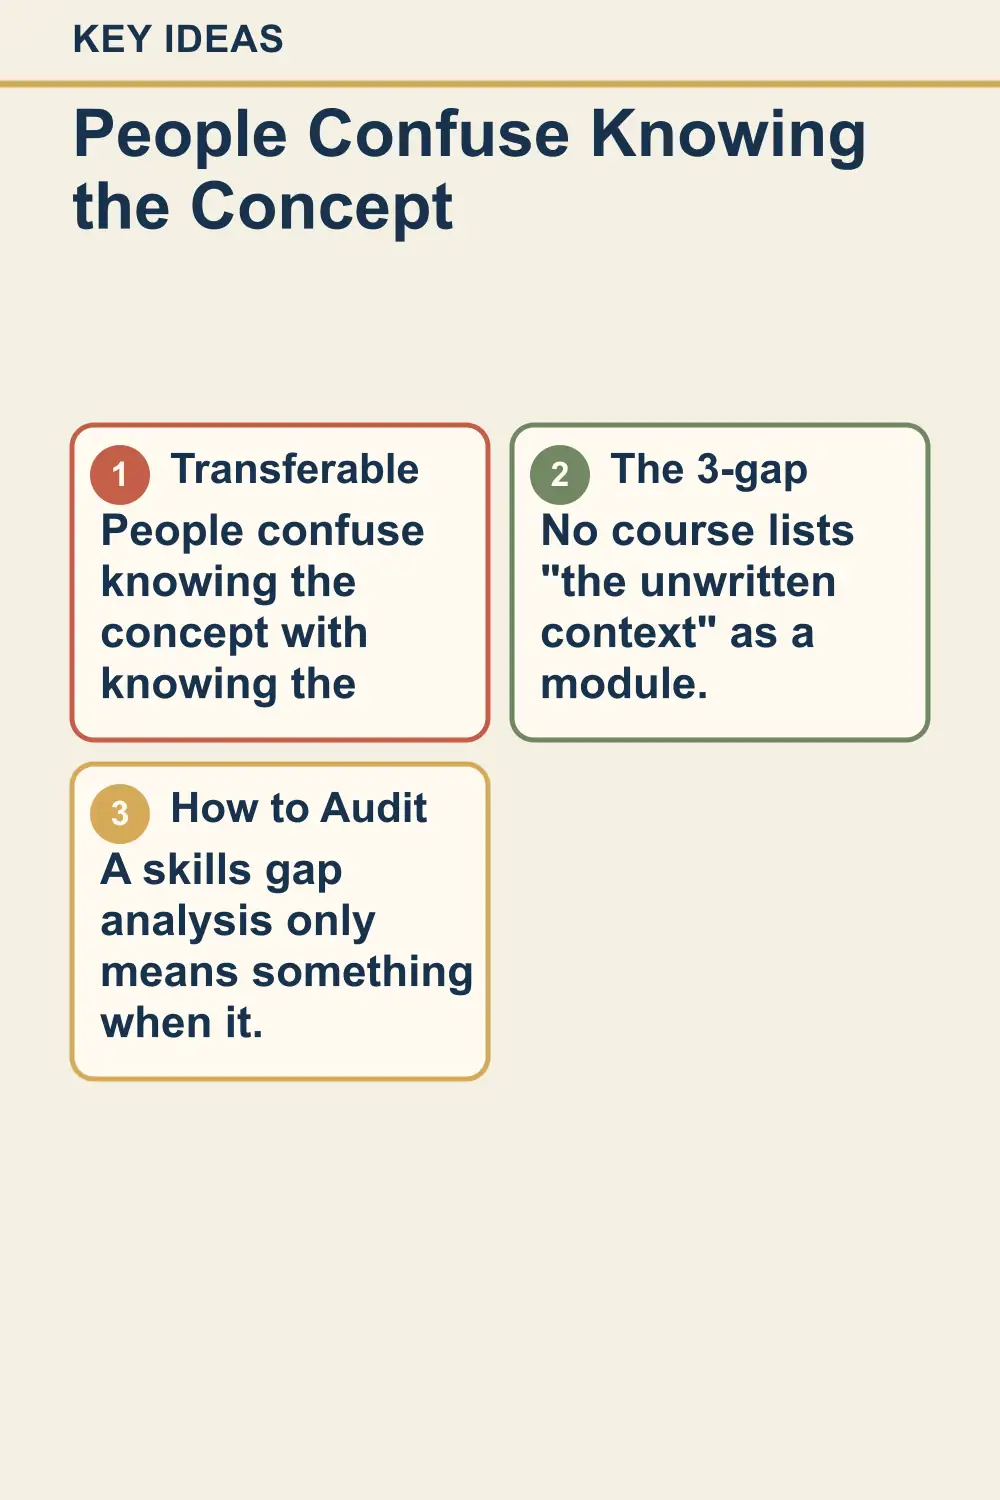 KEY IDEAS
People Confuse Knowing
the Concept
1 Transferable
People confuse
knowing the
concept with
knowing the
2 The 3-gap
No course lists
"the unwritten
context" as a
module.
3 How to Audit
A skills gap
analysis only
means something
when it.